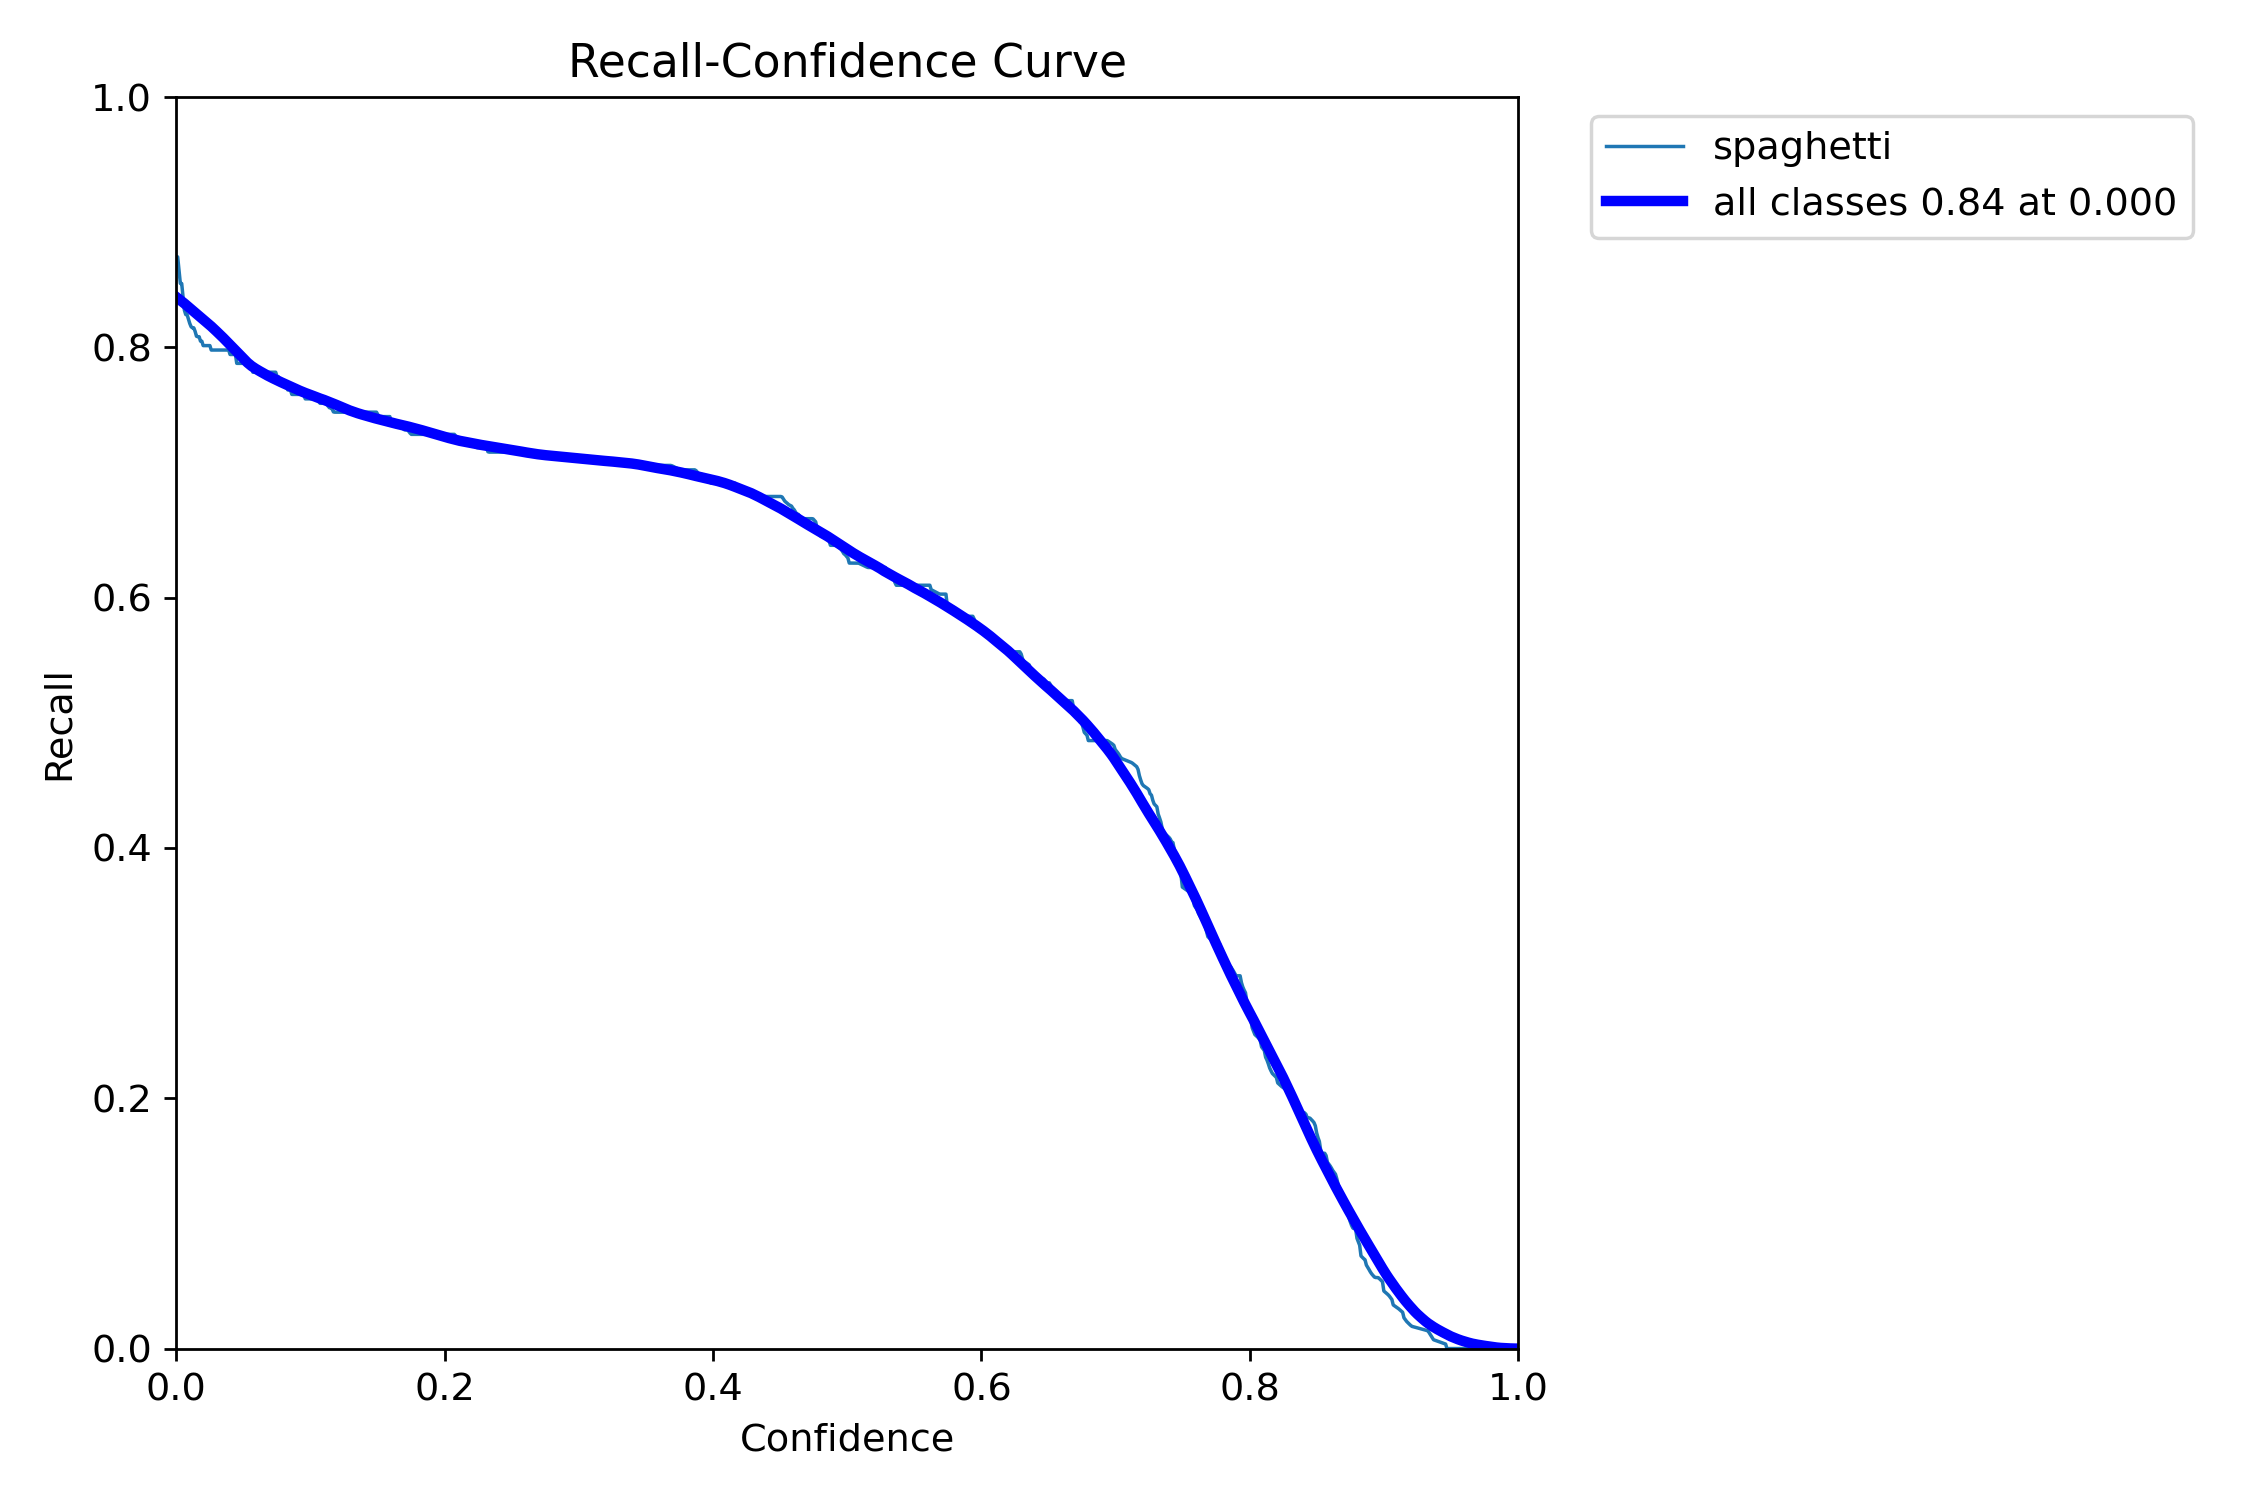 Recall-Confidence Curve
1.0
0.8
0.6
0.4
0.2
0.0
Recall
0.0 0.2 0.4 0.6 0.8 1.0
Confidence
spaghetti
all classes 0.84 at 0.000